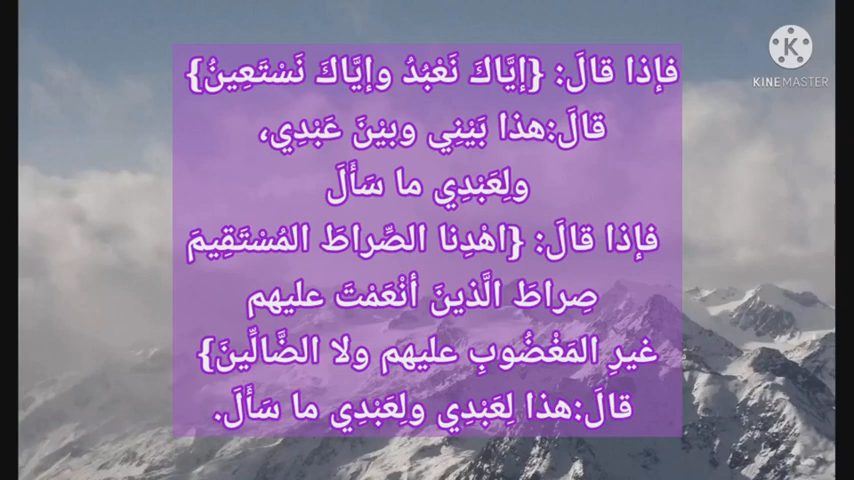 فإذا قالَ: {إيَّاكَ نَعْبُدُ وإيَّاكَ نَسْتَعِينُ}
قالَ:هذا بَيْنِي وبيْنَ عَبْدِي،
ولِعَبْدِي ما سَأَلَ
فإذا قالَ: {اهْدِنا الصِّراطَ المُسْتَقِيمَ
صِراطَ الَّذينَ أنْعَمْتَ عليهم
غيرِ المَغْضُوبِ عليهم ولا الضَّالِّينَ}
قالَ:هذا لِعَبْدِي ولِعَبْدِي ما سَأَلَ.
KINEMASTER